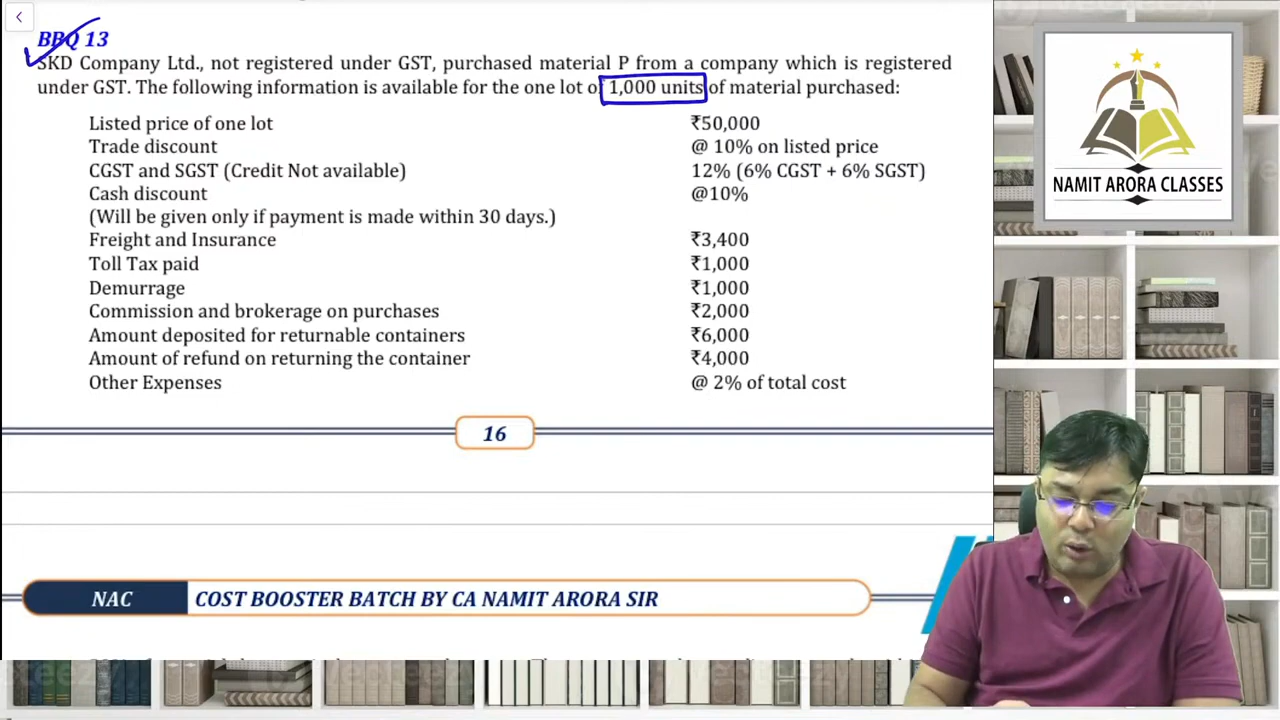 BBQ 13
SKD Company Ltd., not registered under GST, purchased material P from a company which is registered
under GST. The following information is available for the one lot of 1,000 units of material purchased:
Listed price of one lot ₹50,000
Trade discount @ 10% on listed price
CGST and SGST (Credit Not available) 12% (6% CGST + 6% SGST)
Cash discount @10%
(Will be given only if payment is made within 30 days.)
Freight and Insurance ₹3,400
Toll Tax paid ₹1,000
Demurrage ₹1,000
Commission and brokerage on purchases ₹2,000
Amount deposited for returnable containers ₹6,000
Amount of refund on returning the container ₹4,000
Other Expenses @ 2% of total cost
16
NAC COST BOOSTER BATCH BY CA NAMIT ARORA SIR
NAMIT ARORA CLASSES